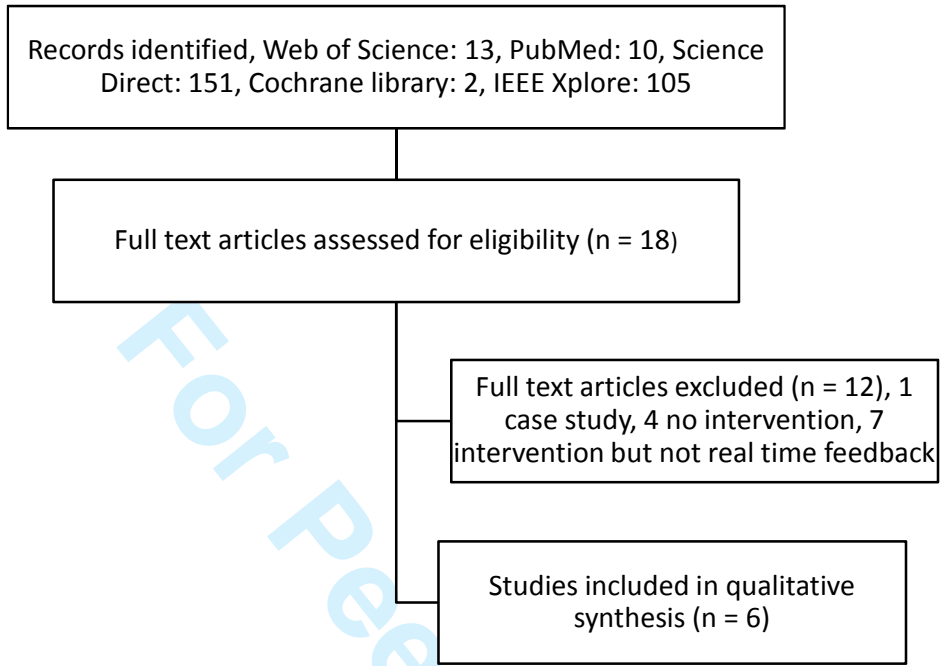 Records identified, Web of Science: 13, PubMed: 10, Science
Direct: 151, Cochrane library: 2, IEEE Xplore: 105
Full text articles assessed for eligibility (n = 18)
Full text articles excluded (n = 12), 1
case study, 4 no intervention, 7
intervention but not real time feedback
Studies included in qualitative
synthesis (n = 6)
For Pee